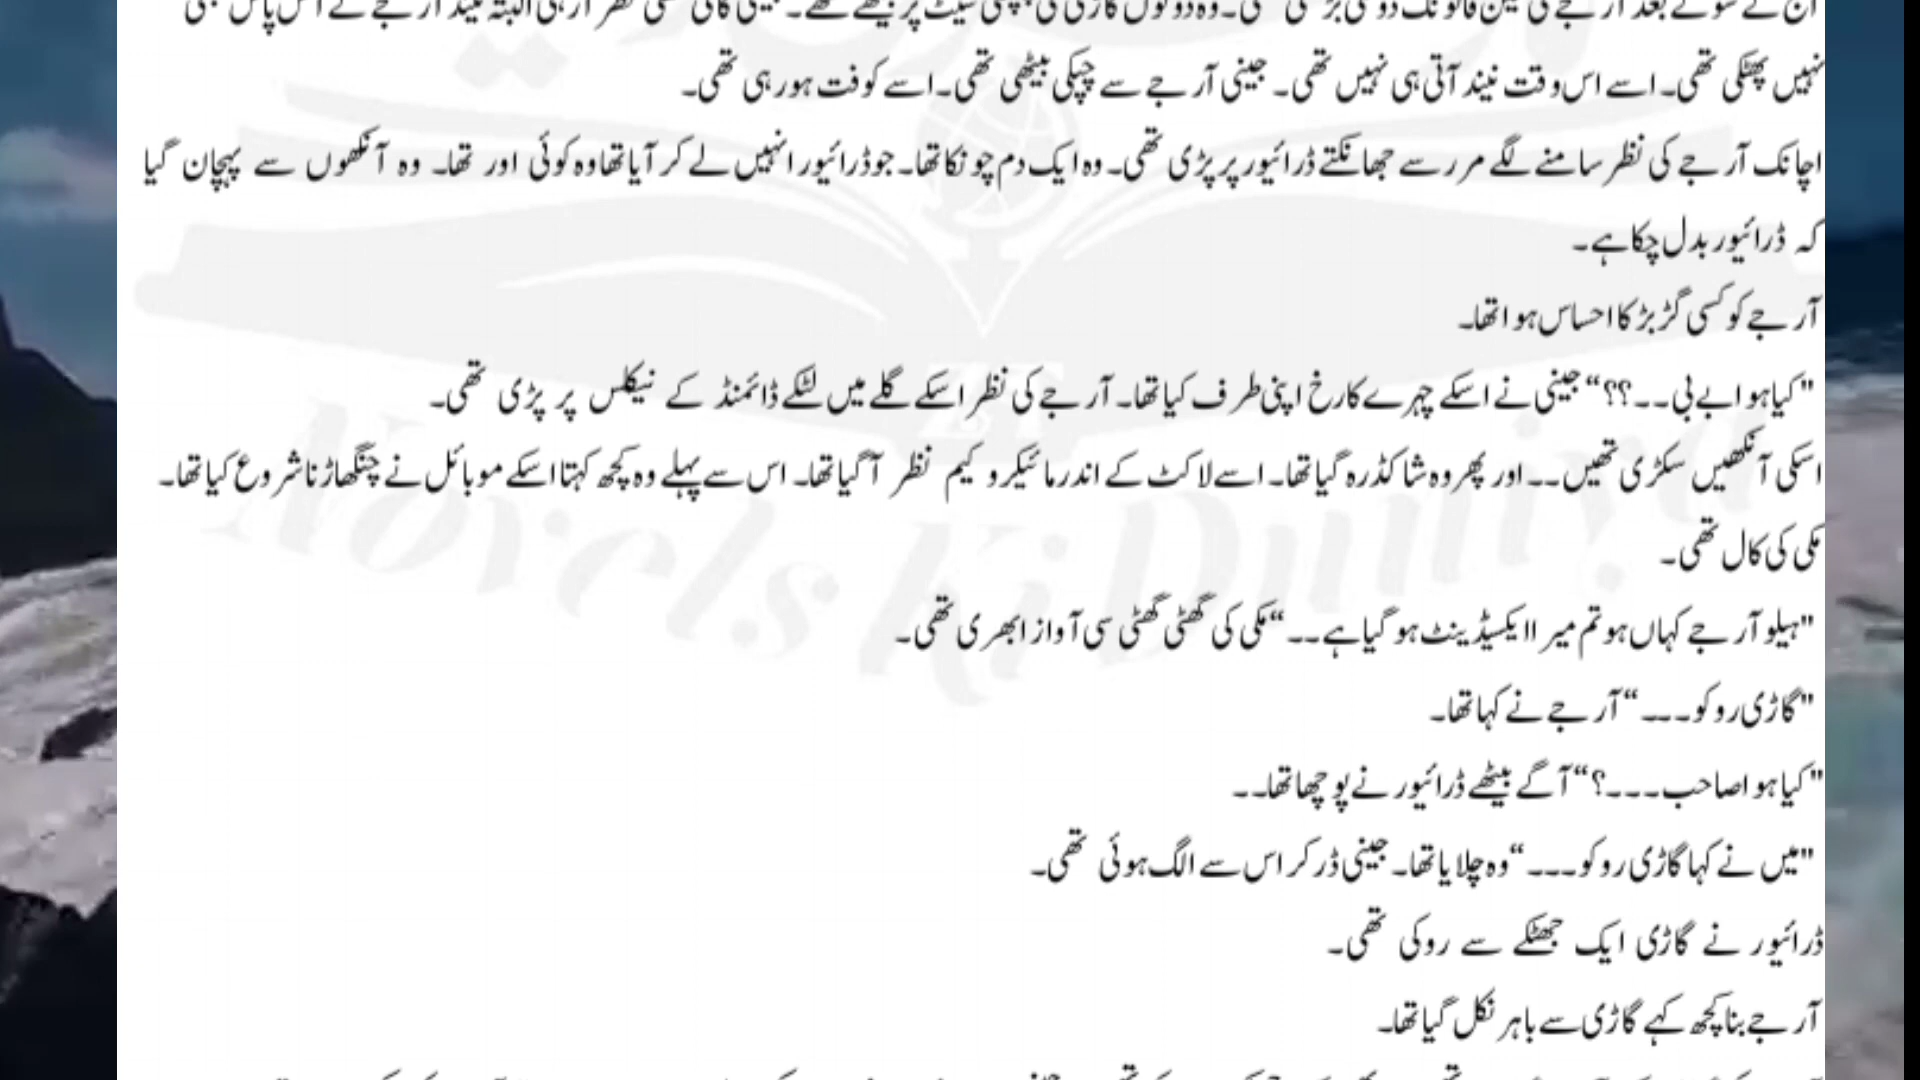 نہیں پھٹکی تھی۔ اسے اس وقت نیند آتی ہی نہیں تھی۔ جینی آر جے سے چپکی بیٹھی تھی۔ اسے کوفت ہو رہی تھی۔
اچانک آر جے کی نظر سامنے لگے مرر سے جھانکتے ڈرائیور پر پڑی تھی۔ وہ ایک دم چونکا تھا۔ جو ڈرائیور انہیں لے کر آیا تھا وہ کوئی اور تھا۔ وہ آنکھوں سے پہچان گیا
کہ ڈرائیور بدل چکا ہے۔
آر جے کو کسی گڑبڑ کا احساس ہوا تھا۔
"کیا ہوا بے بی۔۔؟؟“ جینی نے اسکے چہرے کا رخ اپنی طرف کیا تھا۔ آر جے کی نظر اسکے گلے میں لٹکے ڈائمنڈ کے نیکلس پر پڑی تھی۔
اسکی آنکھیں سکڑی تھیں۔۔ اور پھر وہ شاکڈ رہ گیا تھا۔ اسے لاکٹ کے اندر مائیکرو کیم نظر آگیا تھا۔ اس سے پہلے وہ کچھ کہتا اسکے موبائل نے چنگھاڑنا شروع کیا تھا۔
مکی کی کال تھی۔
"ہیلو آر جے کہاں ہو تم میرا ایکسیڈینٹ ہو گیا ہے۔۔“ مکی کی گھٹی گھٹی سی آواز ابھری تھی۔
"گاڑی روکو۔۔۔“ آر جے نے کہا تھا۔
"کیا ہوا صاحب۔۔۔؟“ آگے بیٹھے ڈرائیور نے پوچھا تھا۔۔
"میں نے کہا گاڑی روکو۔۔۔“ وہ چلایا تھا۔ جینی ڈر کر اس سے الگ ہوئی تھی۔
ڈرائیور نے گاڑی ایک جھٹکے سے روکی تھی۔
آر جے بنا کچھ کہے گاڑی سے باہر نکل گیا تھا۔
Novels Ki Duniya